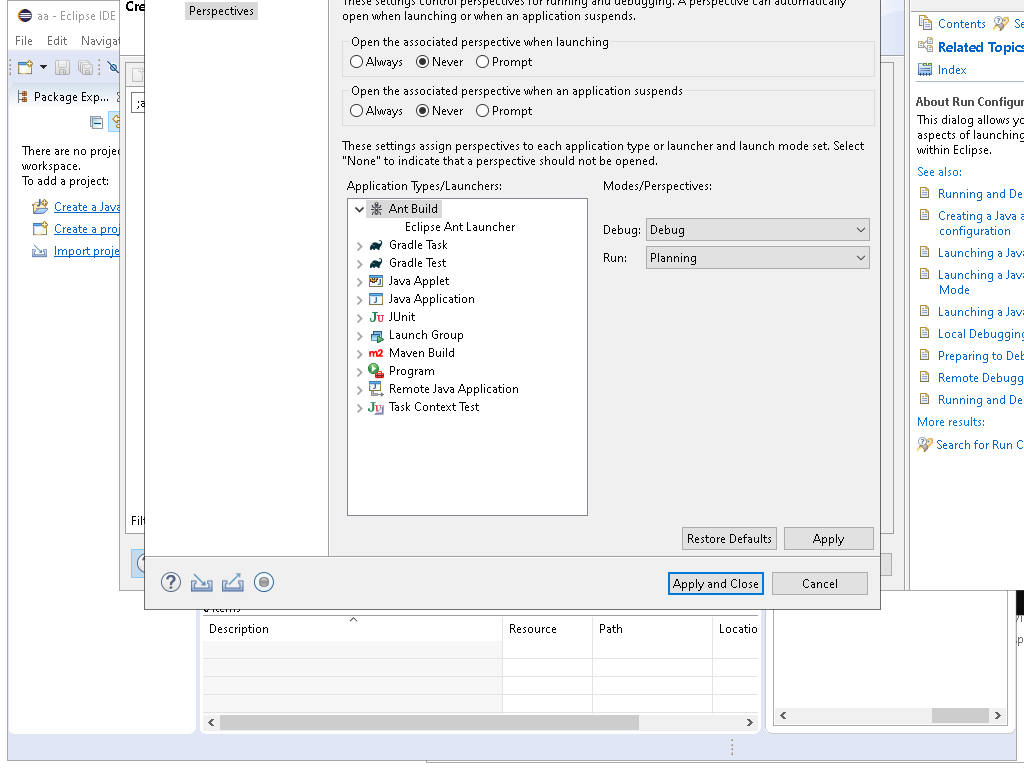 aa - Eclipse IDE
Cre
File Edit Navigat
Package Exp...
There are no proje
workspace.
To add a project:
Create a Java
Create a proj
Import proje
;a
Filt
Perspectives
These settings control perspectives for running and debugging. A perspective can automatically
open when launching or when an application suspends.
Open the associated perspective when launching
Always Never Prompt
Open the associated perspective when an application suspends
Always Never Prompt
These settings assign perspectives to each application type or launcher and launch mode set. Select
"None" to indicate that a perspective should not be opened.
Application Types/Launchers:
Modes/Perspectives:
Ant Build
Eclipse Ant Launcher
Gradle Task
Gradle Test
Java Applet
Java Application
JUnit
Launch Group
Maven Build
Program
Remote Java Application
Task Context Test
Debug: Debug
Run: Planning
Restore Defaults Apply
Apply and Close Cancel
Description Resource Path Locatio
Contents Se
Related Topics
Index
About Run Configur
This dialog allows yo
aspects of launching
within Eclipse.
See also:
Running and De
Creating a Java a
configuration
Launching a Java
Launching a Java
Mode
Launching a Java
Local Debugging
Preparing to Deb
Remote Debugg
Running and De
More results:
Search for Run C